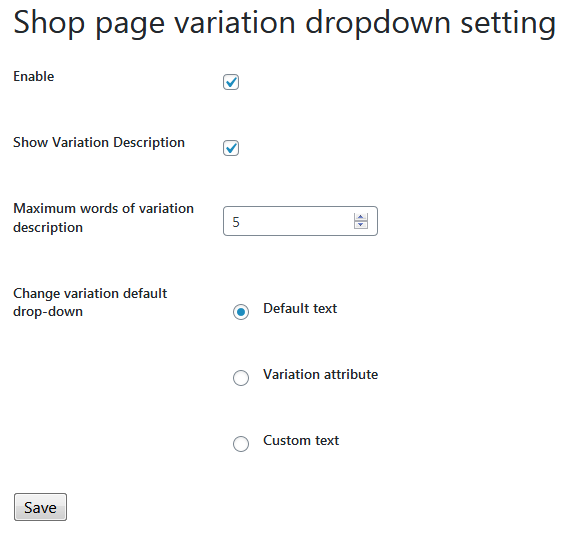 Shop page variation dropdown setting
Enable
Show Variation Description
Maximum words of variation
description
5
Change variation default
drop-down
Default text
Variation attribute
Custom text
Save